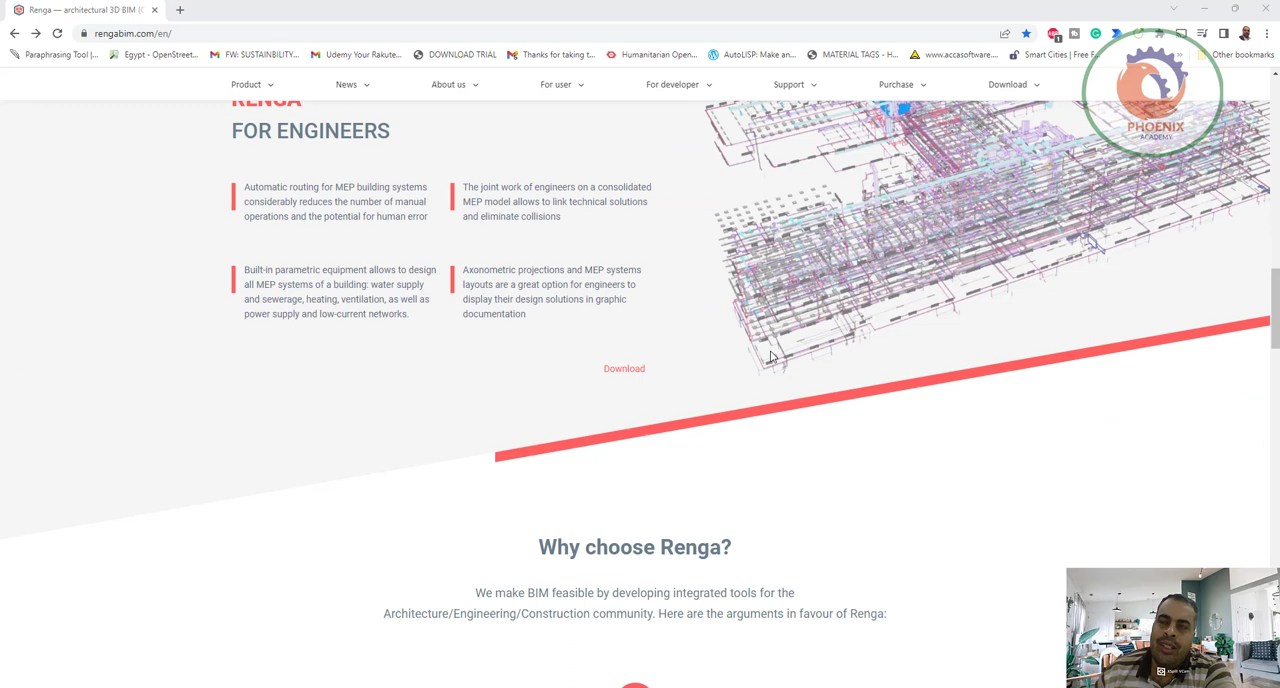 Renga — architectural 3D BIM (
rengabim.com/en/
Paraphrasing Tool |...
Egypt - OpenStreet...
FW: SUSTAINBILITY...
Udemy Your Rakute...
DOWNLOAD TRIAL
Thanks for taking t...
Humanitarian Open...
AutoLISP: Make an...
MATERIAL TAGS - H...
www.accasoftware....
Smart Cities | Free
Other bookmarks
Product
News
About us
For user
For developer
Support
Purchase
Download
PHOENIX
ACADEMY
RENGA
FOR ENGINEERS
Automatic routing for MEP building systems
considerably reduces the number of manual
operations and the potential for human error
The joint work of engineers on a consolidated
MEP model allows to link technical solutions
and eliminate collisions
Built-in parametric equipment allows to design
all MEP systems of a building: water supply
and sewerage, heating, ventilation, as well as
power supply and low-current networks.
Axonometric projections and MEP systems
layouts are a great option for engineers to
display their design solutions in graphic
documentation
Download
Why choose Renga?
We make BIM feasible by developing integrated tools for the
Architecture/Engineering/Construction community. Here are the arguments in favour of Renga:
XSplit VCam